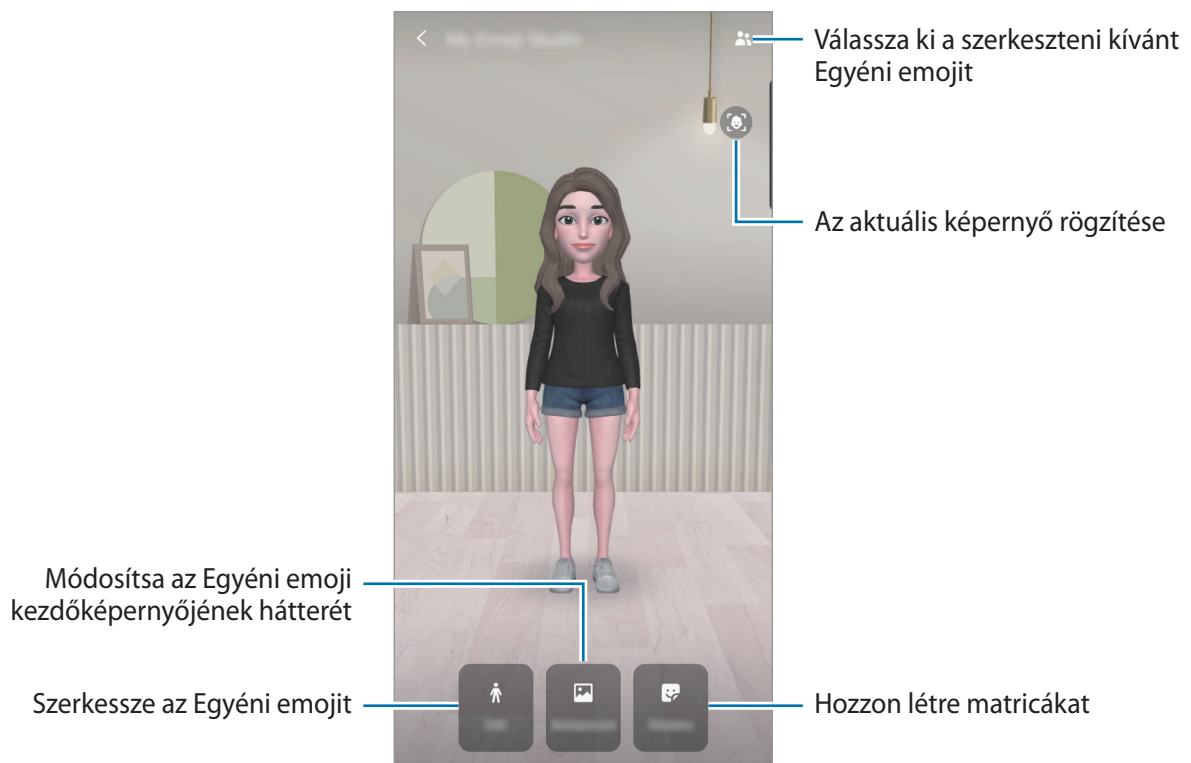 Válassza ki a szerkeszteni kívánt
Egyéni emojit
Az aktuális képernyő rögzítése
Módosítsa az Egyéni emoji
kezdőképernyőjének hátterét
Szerkessze az Egyéni emojit
Hozzon létre matricákat